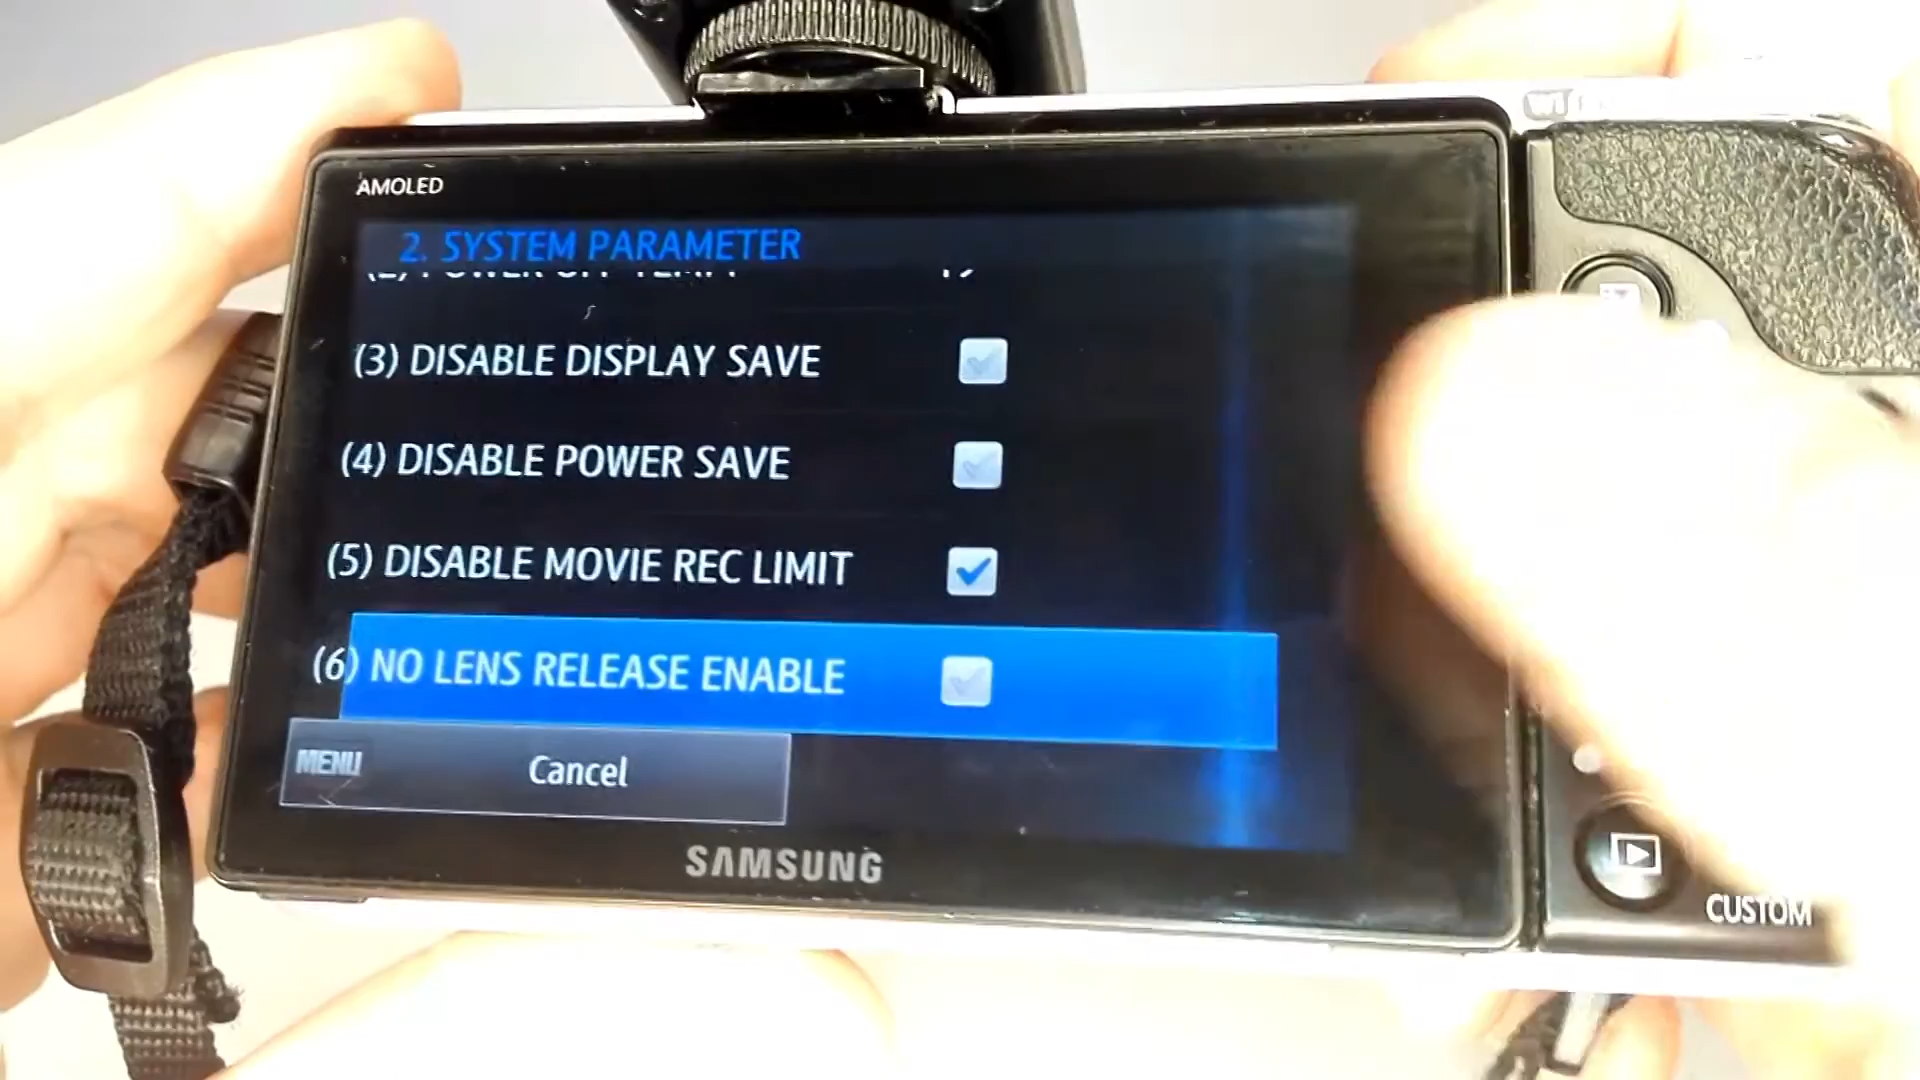 AMOLED
2. SYSTEM PARAMETER
(3) DISABLE DISPLAY SAVE
(4) DISABLE POWER SAVE
(5) DISABLE MOVIE REC LIMIT
(6) NO LENS RELEASE ENABLE
MENU Cancel
SAMSUNG
CUSTOM